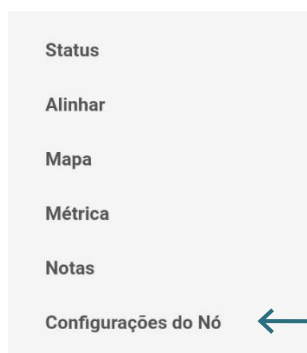 Status
Alinhar
Mapa
Métrica
Notas
Configurações do Nó